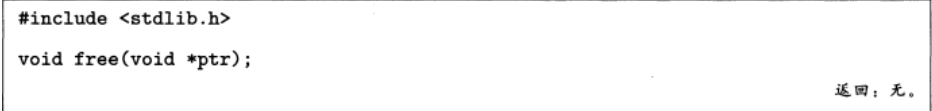 #include <stdlib.h>
void free(void *ptr);
返回：无。